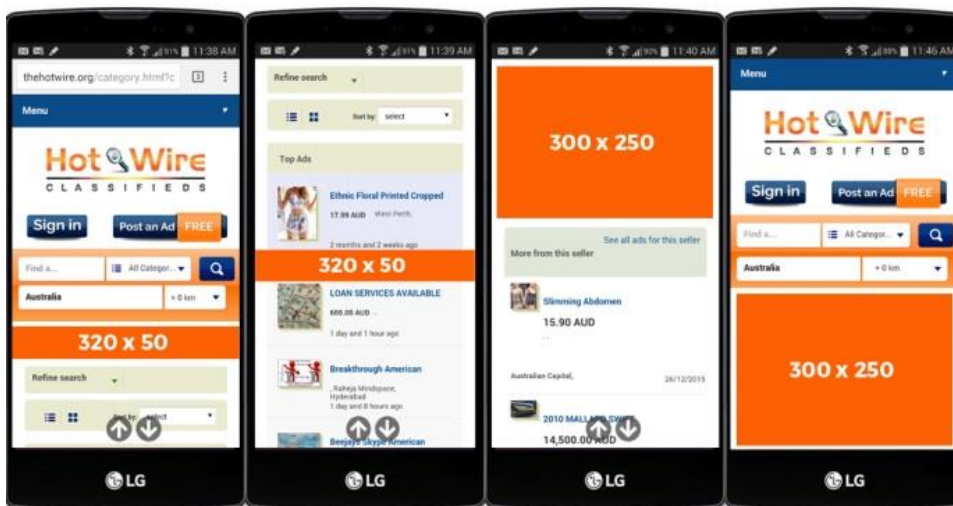 11:38 AM
thehotwire.org/category.html?c
Menu
Hot Wire
CLASSIFIEDS
Sign in
Post an Ad FREE
Find a...
All Categor...
Australia
+ 0 km
320 x 50
Refine search
Sort by: select
LG
11:39 AM
Refine search
Sort by: select
Top Ads
Ethnic Floral Printed Cropped
17.99 AUD West Perth,
2 months and 2 weeks ago
320 x 50
LOAN SERVICES AVAILABLE
666.00 AUD
1 day and 1 hour ago
Breakthrough American
, Raheja Mindspace,
Hyderabad
1 day and 8 hours ago
Beejays Skype American
LG
90% 11:40 AM
300 x 250
See all ads for this seller
More from this seller
Slimming Abdomen
15.90 AUD
Australian Capital,
26/12/2015
2010 MALLARD SWIFT
14,500.00 AUD
LG
11:46 AM
Menu
Hot Wire
CLASSIFIEDS
Sign in
Post an Ad FREE
Find a...
All Categor...
Australia
+ 0 km
300 x 250
LG